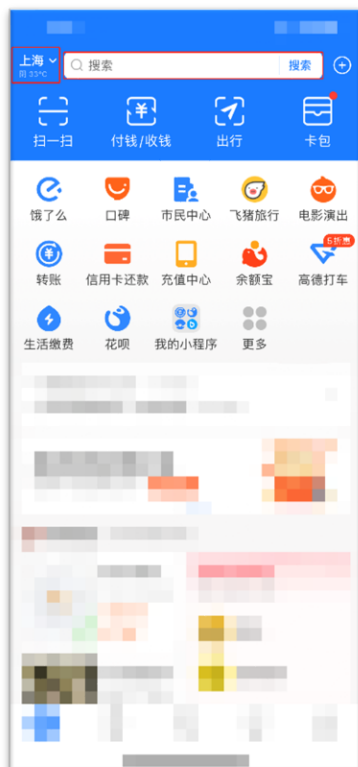 上海
阴 33°C
搜索 搜索
扫一扫 付钱/收钱 出行 卡包
饿了么 口碑 市民中心 飞猪旅行 电影演出
5折惠
转账 信用卡还款 充值中心 余额宝 高德打车
生活缴费 花呗 我的小程序 更多